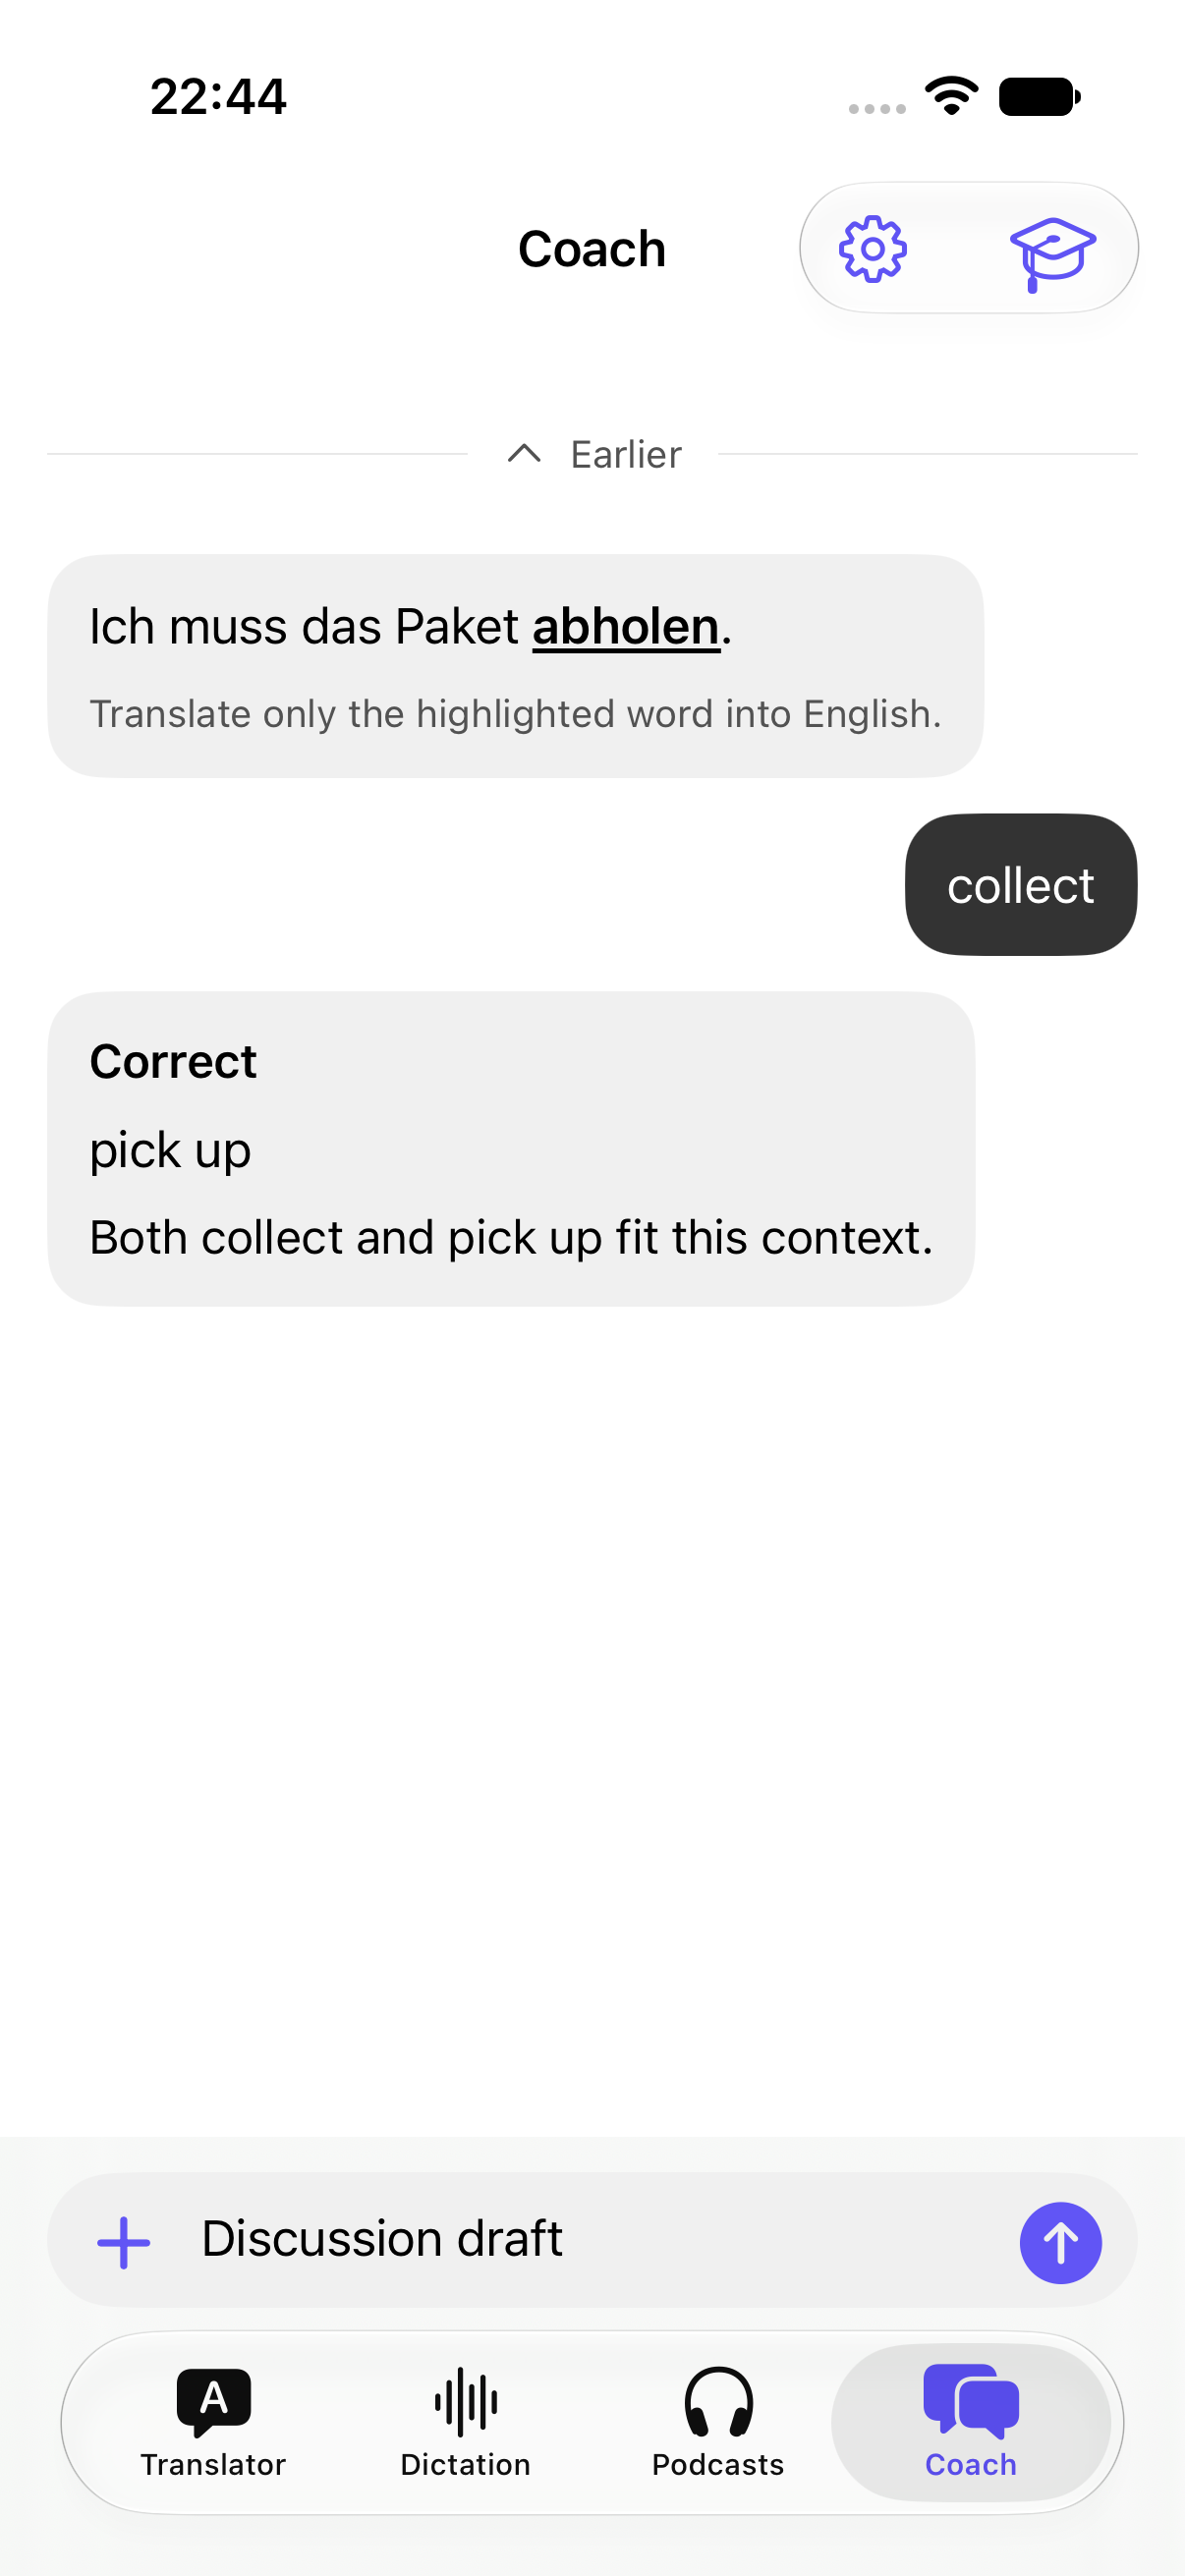 22:44
Coach
Earlier
Ich muss das Paket abholen.
Translate only the highlighted word into English.
collect
Correct
pick up
Both collect and pick up fit this context.
Discussion draft
A
Translator
Dictation
Podcasts
Coach